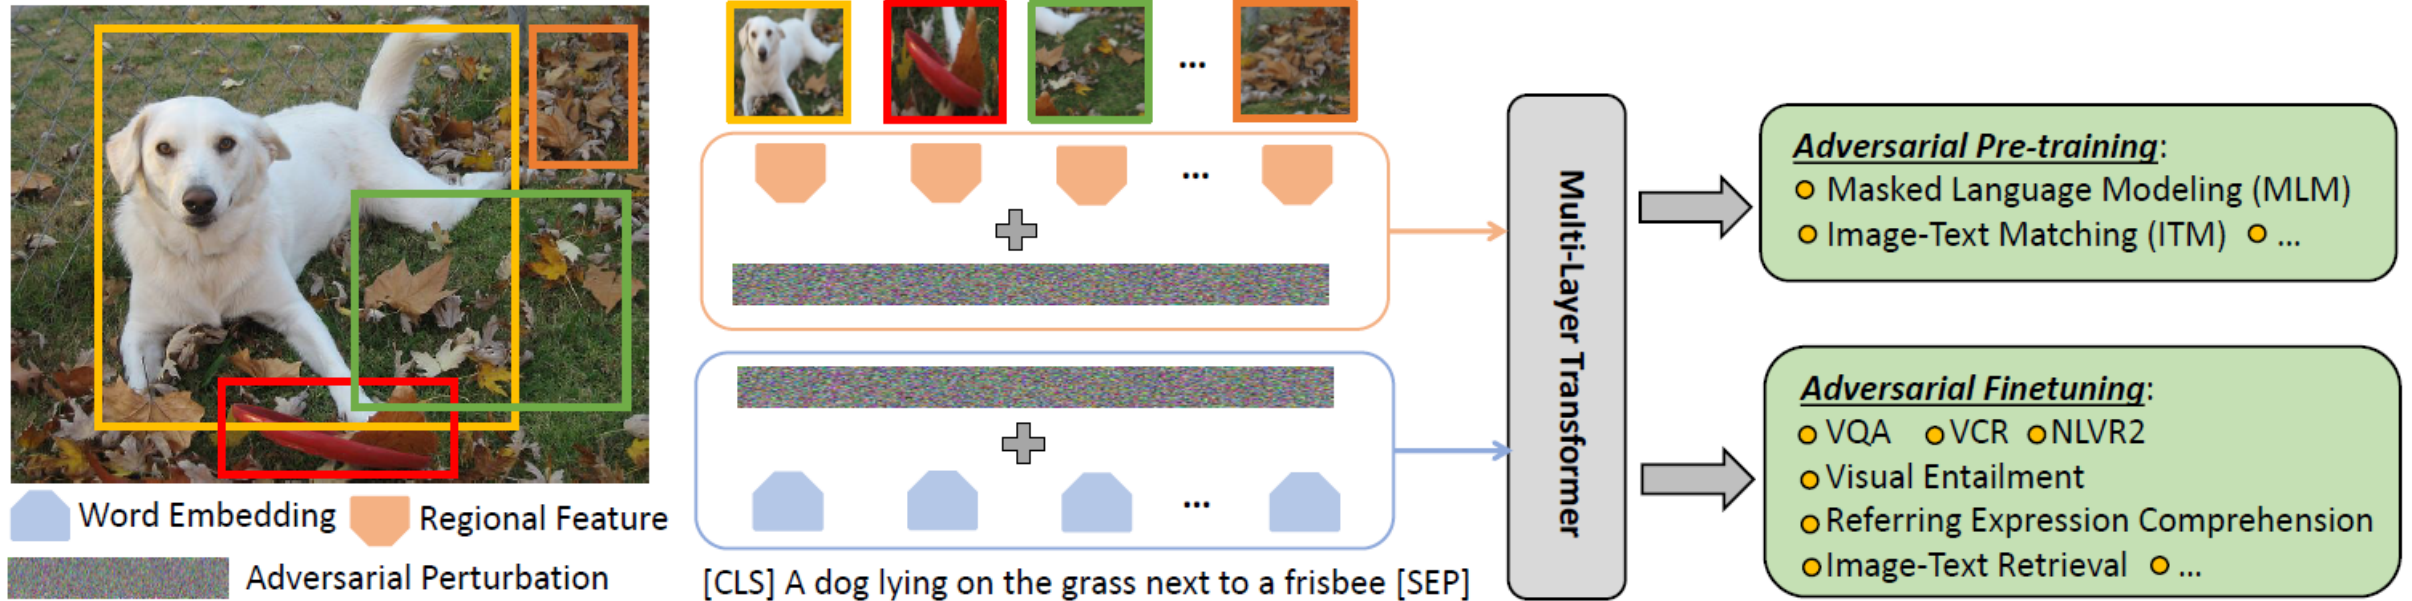 Word Embedding
Regional Feature
Adversarial Perturbation
...
...
...
[CLS] A dog lying on the grass next to a frisbee [SEP]
Multi-Layer Transformer
Adversarial Pre-training:
Masked Language Modeling (MLM)
Image-Text Matching (ITM) ...
Adversarial Finetuning:
VQA VCR NLVR2
Visual Entailment
Referring Expression Comprehension
Image-Text Retrieval ...